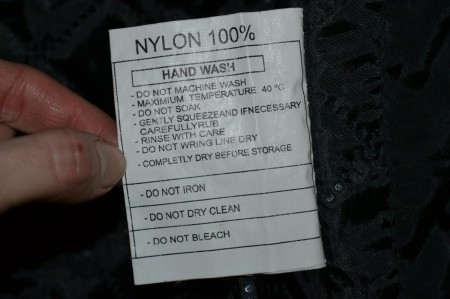 NYLON 100%
HAND WASH
- DO NOT MACHINE WASH
- MAXIMIUM TEMPERATURE 40 °C
- DO NOT SOAK
- GENTLY SQUEEZEAND IFNECESSARY
CAREFULLYRUB
- RINSE WITH CARE
- DO NOT WRING LINE DRY
- COMPLETLY DRY BEFORE STORAGE
- DO NOT IRON
- DO NOT DRY CLEAN
- DO NOT BLEACH